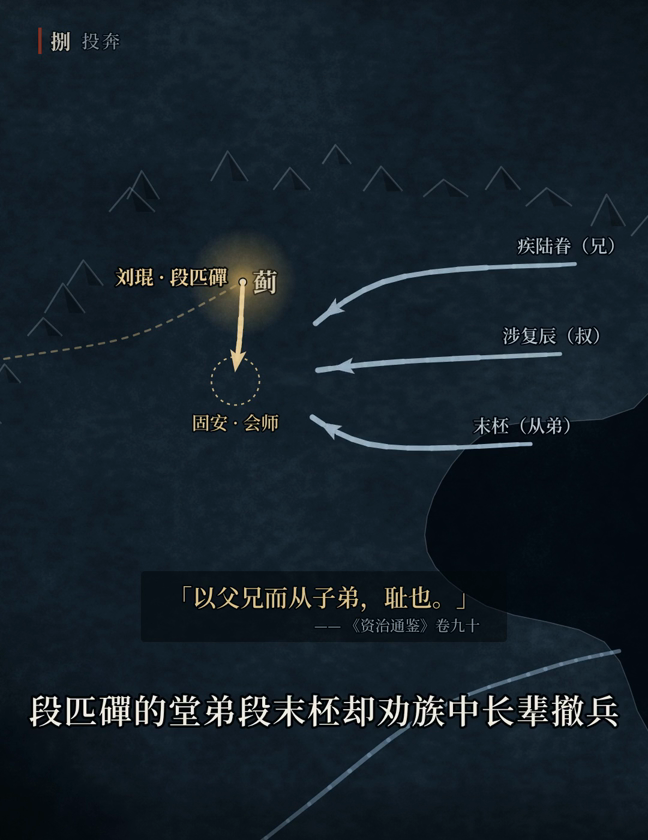 捌 投奔
疾陆眷（兄）
刘琨·段匹磾
蓟
涉复辰（叔）
固安·会师
末杯（从弟）
「以父兄而从子弟，耻也。」
——《资治通鉴》卷九十
段匹磾的堂弟段末杯却劝族中长辈撤兵